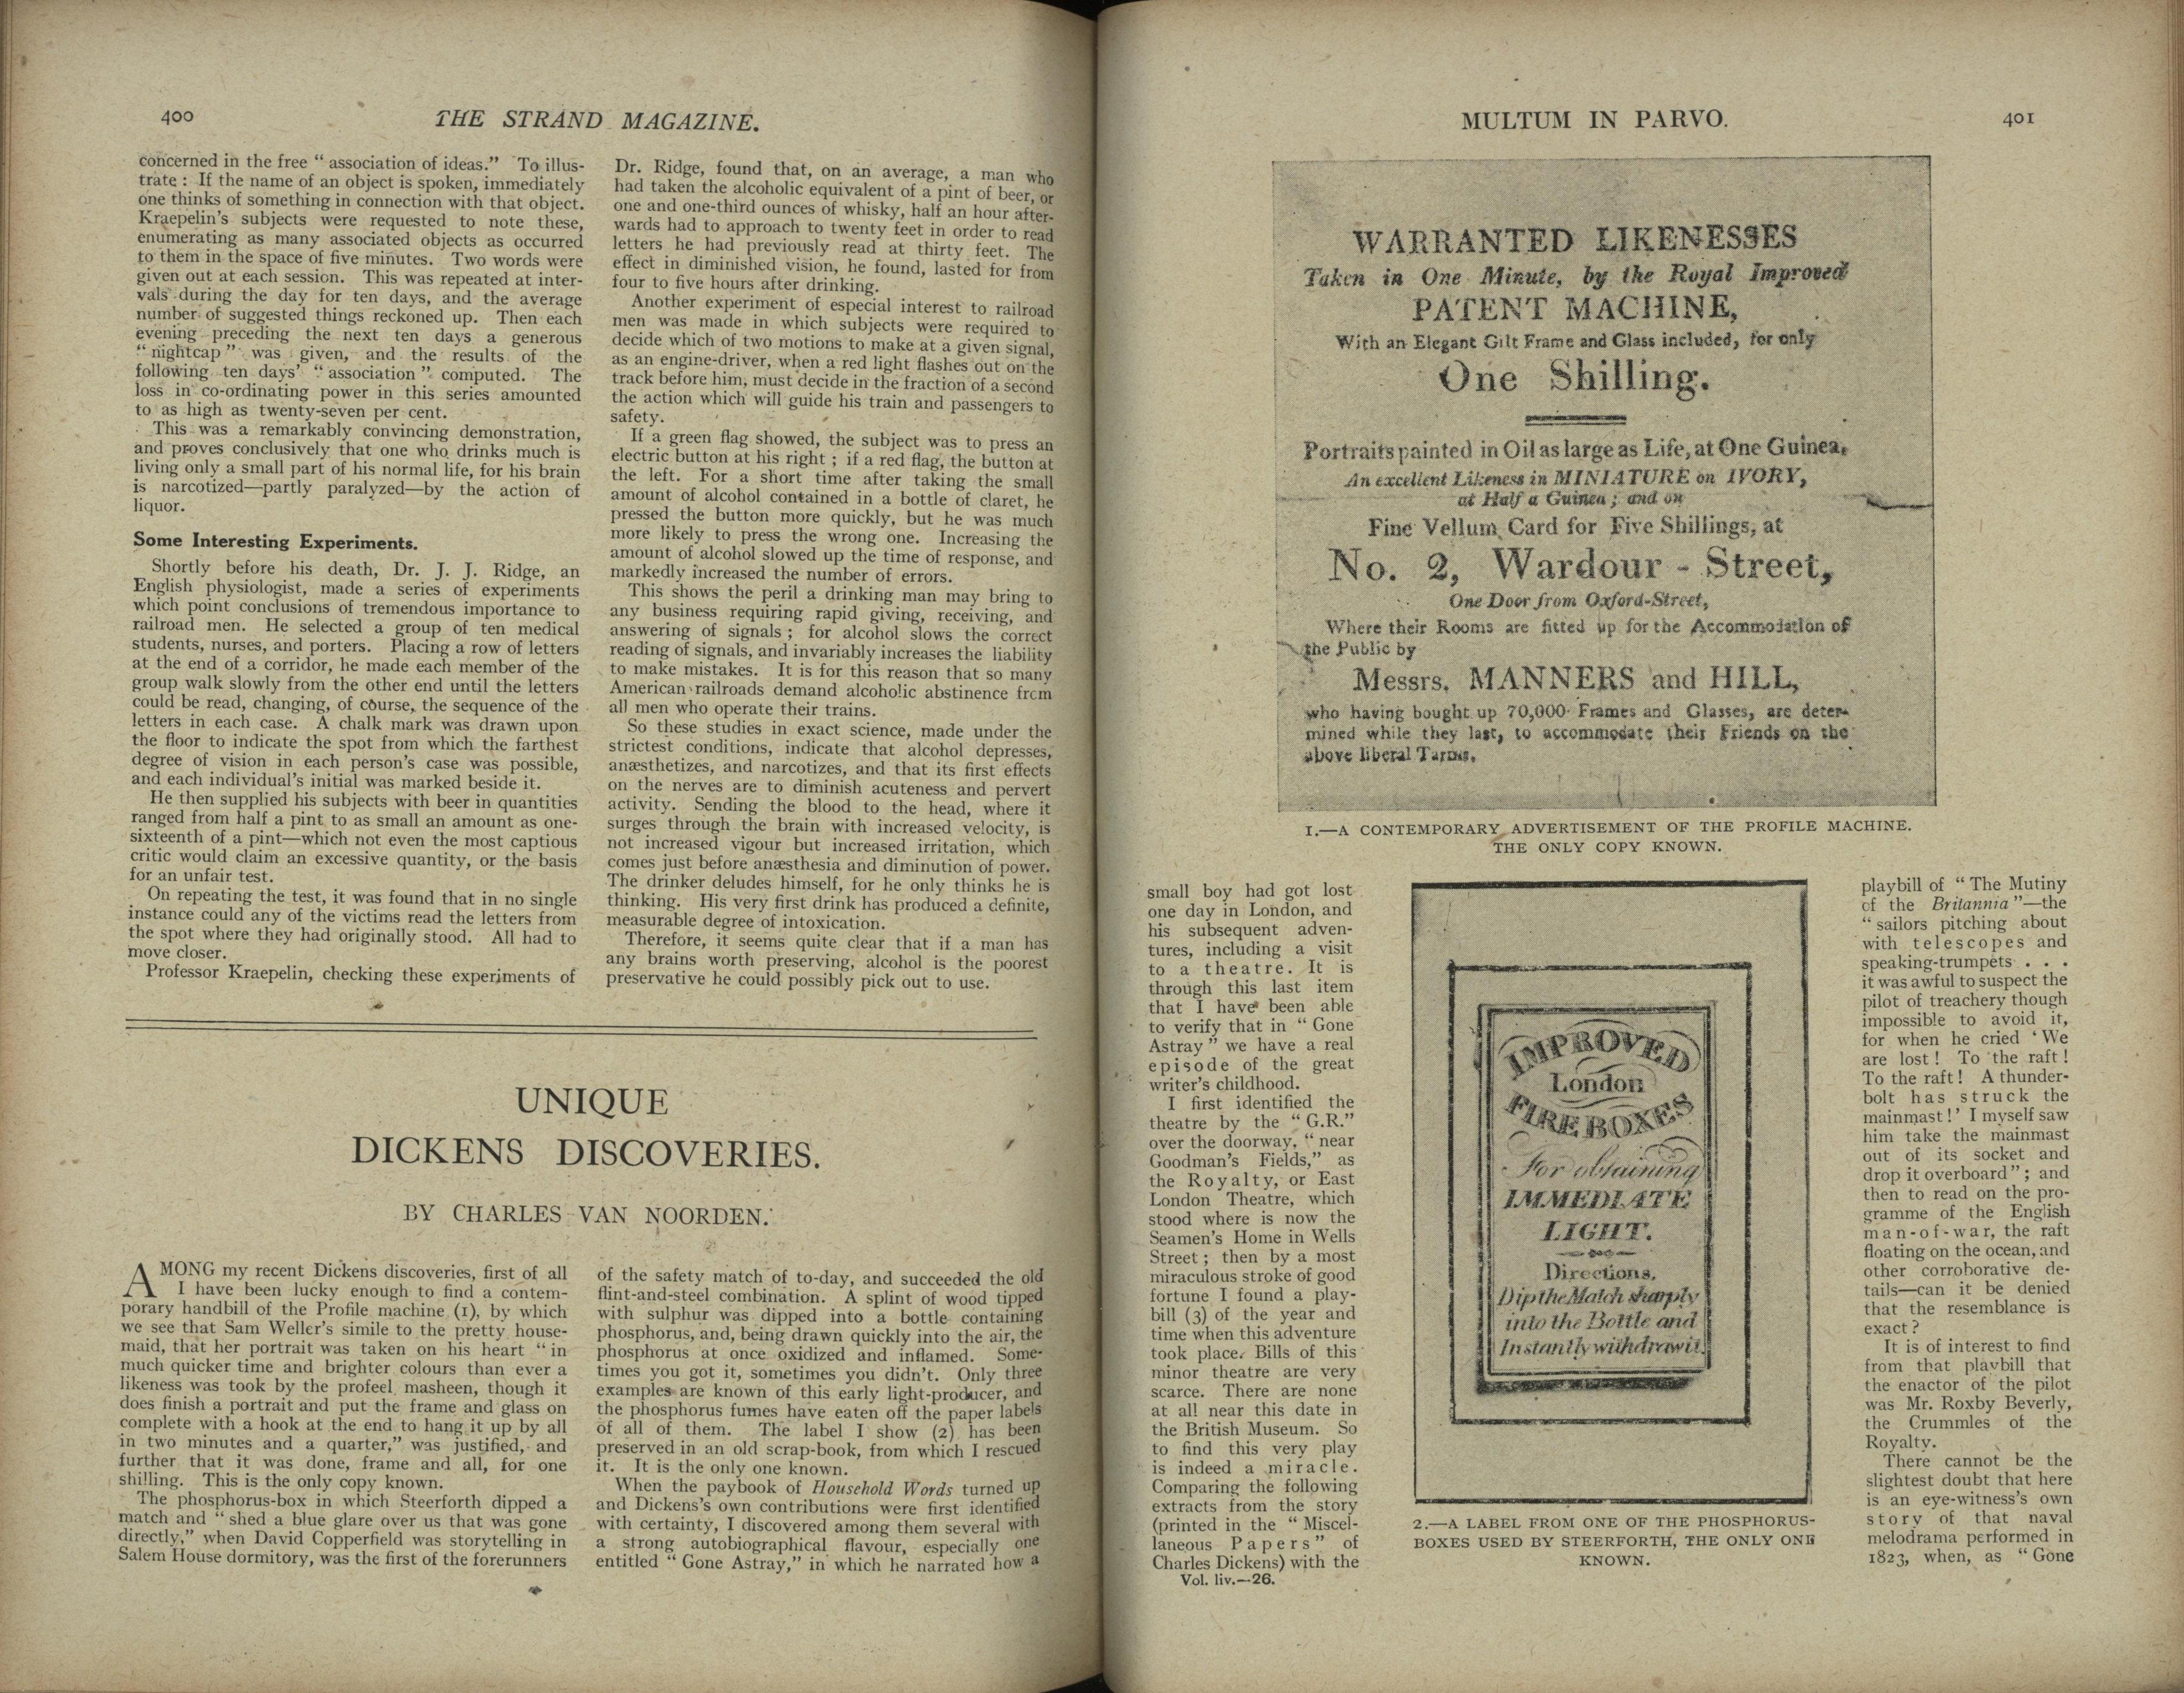 400
THE STRAND MAGAZINE.
concerned in the free “ association of ideas.” To illus-
trate : If the name of an object is spoken, immediately
one thinks of something in connection with that object.
Kraepelin’s subjects were requested to note these,
enumerating as many associated objects as occurred
to them in the space of five minutes. Two words were
given out at each session. This was repeated at inter-
vals during the day for ten days, and the average
number of suggested things reckoned up. Then each
evening preceding the next ten days a generous
“ nightcap ” was given, and the results of the
following ten days’ “ association ” computed. The
loss in co-ordinating power in this series amounted
to as high as twenty-seven per cent.
This was a remarkably convincing demonstration,
and proves conclusively that one who drinks much is
living only a small part of his normal life, for his brain
is narcotized—partly paralyzed—by the action of
liquor.
Some Interesting Experiments.
Shortly before his death, Dr. J. J. Ridge, an
English physiologist, made a series of experiments
which point conclusions of tremendous importance to
railroad men. He selected a group of ten medical
students, nurses, and porters. Placing a row of letters
at the end of a corridor, he made each member of the
group walk slowly from the other end until the letters
could be read, changing, of course, the sequence of the
letters in each case. A chalk mark was drawn upon
the floor to indicate the spot from which the farthest
degree of vision in each person’s case was possible,
and each individual’s initial was marked beside it.
He then supplied his subjects with beer in quantities
ranged from half a pint to as small an amount as one-
sixteenth of a pint—which not even the most captious
critic would claim an excessive quantity, or the basis
for an unfair test.
On repeating the test, it was found that in no single
instance could any of the victims read the letters from
the spot where they had originally stood. All had to
move closer.
Professor Kraepelin, checking these experiments of
Dr. Ridge, found that, on an average, a man who
had taken the alcoholic equivalent of a pint of beer, or
one and one-third ounces of whisky, half an hour after-
wards had to approach to twenty feet in order to read
letters he had previously read at thirty feet. The
effect in diminished vision, he found, lasted for from
four to five hours after drinking.
Another experiment of especial interest to railroad
men was made in which subjects were required to
decide which of two motions to make at a given signal,
as an engine-driver, when a red light flashes out on the
track before him, must decide in the fraction of a second
the action which will guide his train and passengers to
safety.
If a green flag showed, the subject was to press an
electric button at his right ; if a red flag, the button at
the left. For a short time after taking the small
amount of alcohol contained in a bottle of claret, he
pressed the button more quickly, but he was much
more likely to press the wrong one. Increasing the
amount of alcohol slowed up the time of response, and
markedly increased the number of errors.
This shows the peril a drinking man may bring to
any business requiring rapid giving, receiving, and
answering of signals ; for alcohol slows the correct
reading of signals, and invariably increases the liability
to make mistakes. It is for this reason that so many
American railroads demand alcoholic abstinence from
all men who operate their trains.
So these studies in exact science, made under the
strictest conditions, indicate that alcohol depresses,
anæsthetizes, and narcotizes, and that its first effects
on the nerves are to diminish acuteness and pervert
activity. Sending the blood to the head, where it
surges through the brain with increased velocity, is
not increased vigour but increased irritation, which
comes just before anæsthesia and diminution of power.
The drinker deludes himself, for he only thinks he is
thinking. His very first drink has produced a definite,
measurable degree of intoxication.
Therefore, it seems quite clear that if a man has
any brains worth preserving, alcohol is the poorest
preservative he could possibly pick out to use.
UNIQUE
DICKENS DISCOVERIES.
BY CHARLES VAN NOORDEN.
AMONG my recent Dickens discoveries, first of all
I have been lucky enough to find a contem-
porary handbill of the Profile machine (1), by which
we see that Sam Weller’s simile to the pretty house-
maid, that her portrait was taken on his heart “ in
much quicker time and brighter colours than ever a
likeness was took by the profeel masheen, though it
does finish a portrait and put the frame and glass on
complete with a hook at the end to hang it up by all
in two minutes and a quarter,” was justified, and
further that it was done, frame and all, for one
shilling. This is the only copy known.
The phosphorus-box in which Steerforth dipped a
match and “ shed a blue glare over us that was gone
directly,” when David Copperfield was storytelling in
Salem House dormitory, was the first of the forerunners
of the safety match of to-day, and succeeded the old
flint-and-steel combination. A splint of wood tipped
with sulphur was dipped into a bottle containing
phosphorus, and, being drawn quickly into the air, the
phosphorus at once oxidized and inflamed. Some-
times you got it, sometimes you didn’t. Only three
examples are known of this early light-producer, and
the phosphorus fumes have eaten off the paper labels
of all of them. The label I show (2) has been
preserved in an old scrap-book, from which I rescued
it. It is the only one known.
When the paybook of Household Words turned up
and Dickens’s own contributions were first identified
with certainty, I discovered among them several with
a strong autobiographical flavour, especially one
entitled “ Gone Astray,” in which he narrated how a
MULTUM IN PARVO.
401
WARRANTED LIKENESSES
Taken in One Minute, by the Royal Improved
PATENT MACHINE,
With an Elegant Gilt Frame and Glass included, for only
One Shilling.
Portraits painted in Oil as large as Life, at One Guinea,
An excellent Likeness in MINIATURE on IVORY,
at Half a Guinea ; and on
Fine Vellum Card for Five Shillings, at
No. 2, Wardour - Street,
One Door from Oxford-Street,
Where their Rooms are fitted up for the Accommodation of
the Public by
Messrs. MANNERS and HILL,
who having bought up 70,000 Frames and Glasses, are deter-
mined while they last, to accommodate their Friends on the
above liberal Tarms.
1.—A CONTEMPORARY ADVERTISEMENT OF THE PROFILE MACHINE.
THE ONLY COPY KNOWN.
small boy had got lost
one day in London, and
his subsequent adven-
tures, including a visit
to a theatre. It is
through this last item
that I have been able
to verify that in “ Gone
Astray ” we have a real
episode of the great
writer’s childhood.
I first identified the
theatre by the “ G.R.”
over the doorway, “ near
Goodman’s Fields,” as
the Royalty, or East
London Theatre, which
stood where is now the
Seamen’s Home in Wells
Street ; then by a most
miraculous stroke of good
fortune I found a play-
bill (3) of the year and
time when this adventure
took place. Bills of this
minor theatre are very
scarce. There are none
at all near this date in
the British Museum. So
to find this very play
is indeed a miracle.
Comparing the following
extracts from the story
(printed in the “ Miscel-
laneous Papers ” of
Charles Dickens) with the
Vol. liv.—26.
IMPROVED
London
FIRE BOXES
For obtaining
IMMEDIATE
LIGHT.
Directions,
Dip the Match sharply
into the Bottle and
Instantly withdraw it.
2.—A LABEL FROM ONE OF THE PHOSPHORUS-
BOXES USED BY STEERFORTH, THE ONLY ONE
KNOWN.
playbill of “ The Mutiny
of the Britannia ”—the
“ sailors pitching about
with telescopes and
speaking-trumpets . . .
it was awful to suspect the
pilot of treachery though
impossible to avoid it,
for when he cried ‘ We
are lost ! To the raft !
To the raft ! A thunder-
bolt has struck the
mainmast !’ I myself saw
him take the mainmast
out of its socket and
drop it overboard ” ; and
then to read on the pro-
gramme of the English
man-of-war, the raft
floating on the ocean, and
other corroborative de-
tails—can it be denied
that the resemblance is
exact ?
It is of interest to find
from that playbill that
the enactor of the pilot
was Mr. Roxby Beverly,
the Crummles of the
Royalty.
There cannot be the
slightest doubt that here
is an eye-witness’s own
story of that naval
melodrama performed in
1823, when, as “ Gone